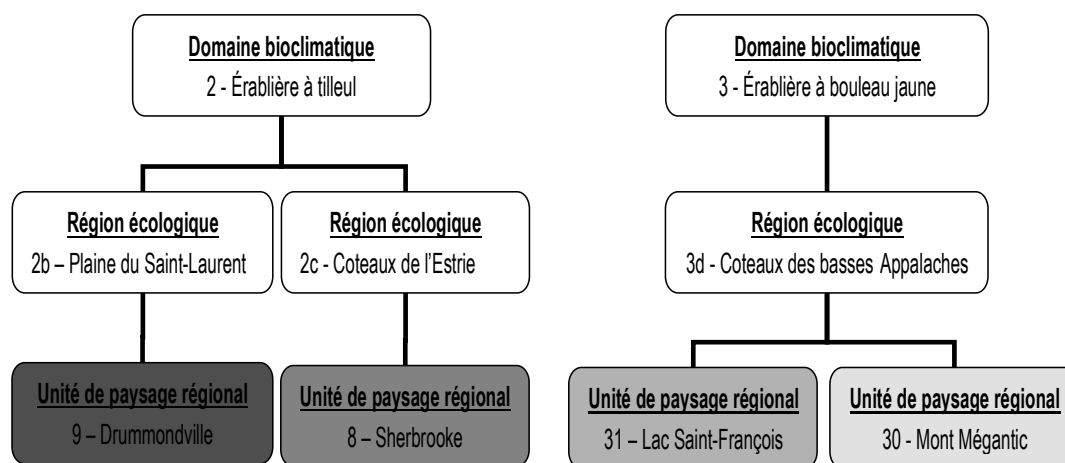 Domaine bioclimatique
2 - Érablière à tilleul
Domaine bioclimatique
3 - Érablière à bouleau jaune
Région écologique
2b – Plaine du Saint-Laurent
Région écologique
2c - Coteaux de l'Estrie
Région écologique
3d - Coteaux des basses Appalaches
Unité de paysage régional
9 – Drummondville
Unité de paysage régional
8 – Sherbrooke
Unité de paysage régional
31 – Lac Saint-François
Unité de paysage régional
30 - Mont Mégantic